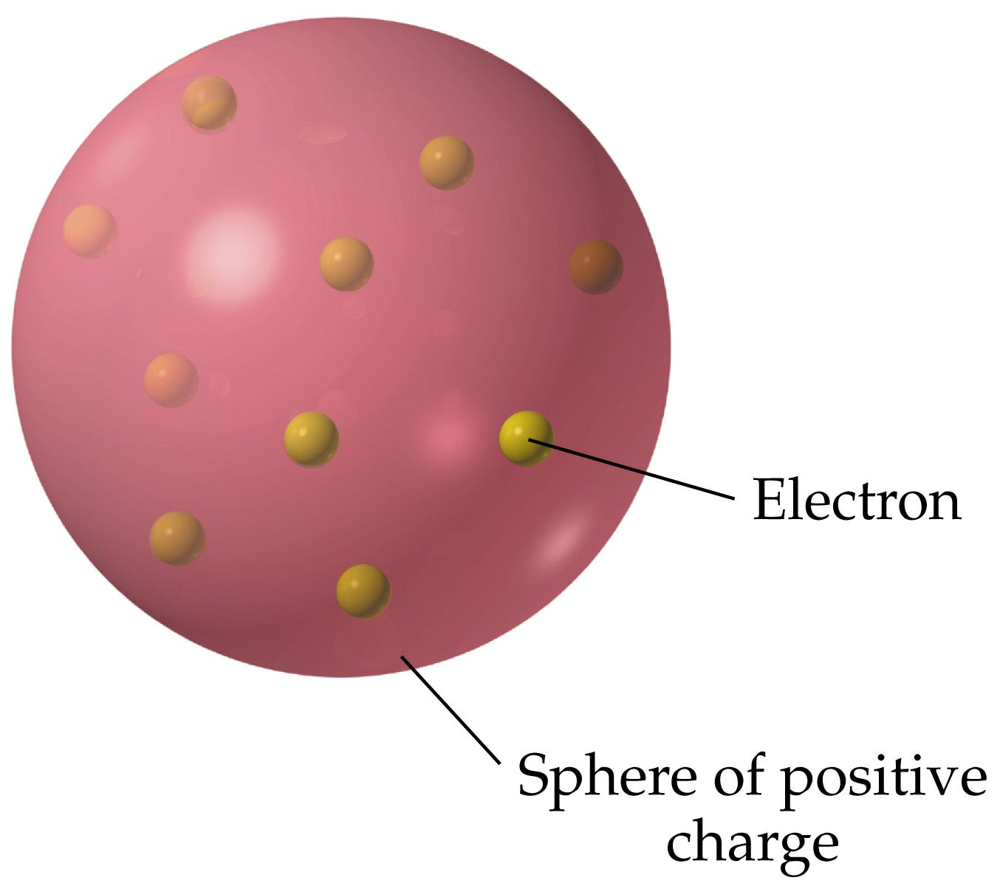 Electron
Sphere of positive
charge